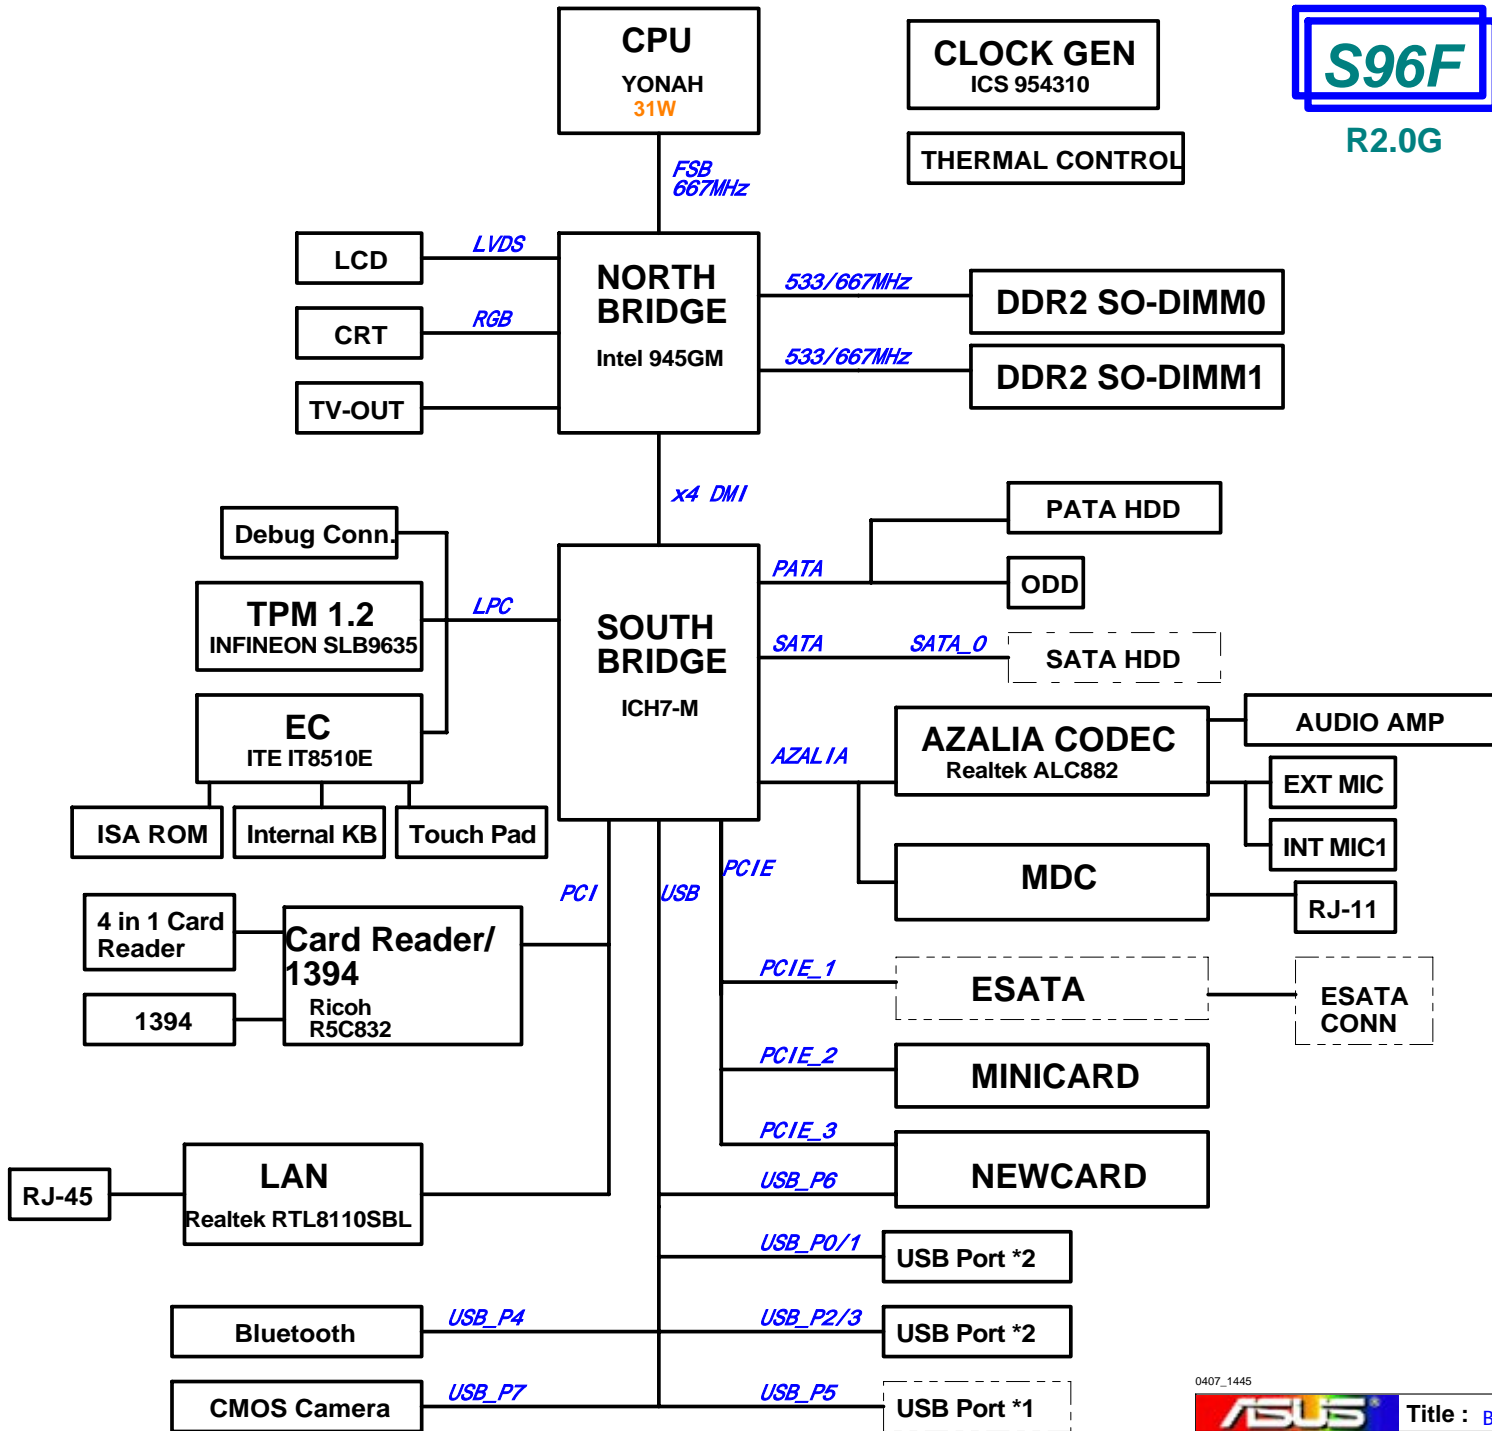 CPU
YONAH
31W
CLOCK GEN
ICS 954310
S96F
R2.0G
THERMAL CONTROL
FSB
667MHz
LCD
LVDS
NORTH
BRIDGE
Intel 945GM
533/667MHz
DDR2 SO-DIMM0
CRT
RGB
533/667MHz
DDR2 SO-DIMM1
TV-OUT
x4 DMI
PATA HDD
Debug Conn.
PATA
ODD
TPM 1.2
INFINEON SLB9635
LPC
SOUTH
BRIDGE
ICH7-M
SATA
SATA_0
SATA HDD
EC
ITE IT8510E
AZALIA
AZALIA CODEC
Realtek ALC882
AUDIO AMP
EXT MIC
INT MIC1
ISA ROM
Internal KB
Touch Pad
PCI
USB
PCIE
MDC
RJ-11
4 in 1 Card
Reader
Card Reader/
1394
Ricoh
R5C832
1394
PCIE_1
ESATA
ESATA
CONN
PCIE_2
MINICARD
PCIE_3
NEWCARD
USB_P6
RJ-45
LAN
Realtek RTL8110SBL
USB_P0/1
USB Port *2
Bluetooth
USB_P4
USB_P2/3
USB Port *2
CMOS Camera
USB_P7
USB_P5
USB Port *1
0407_1445
ASUS
Title : B